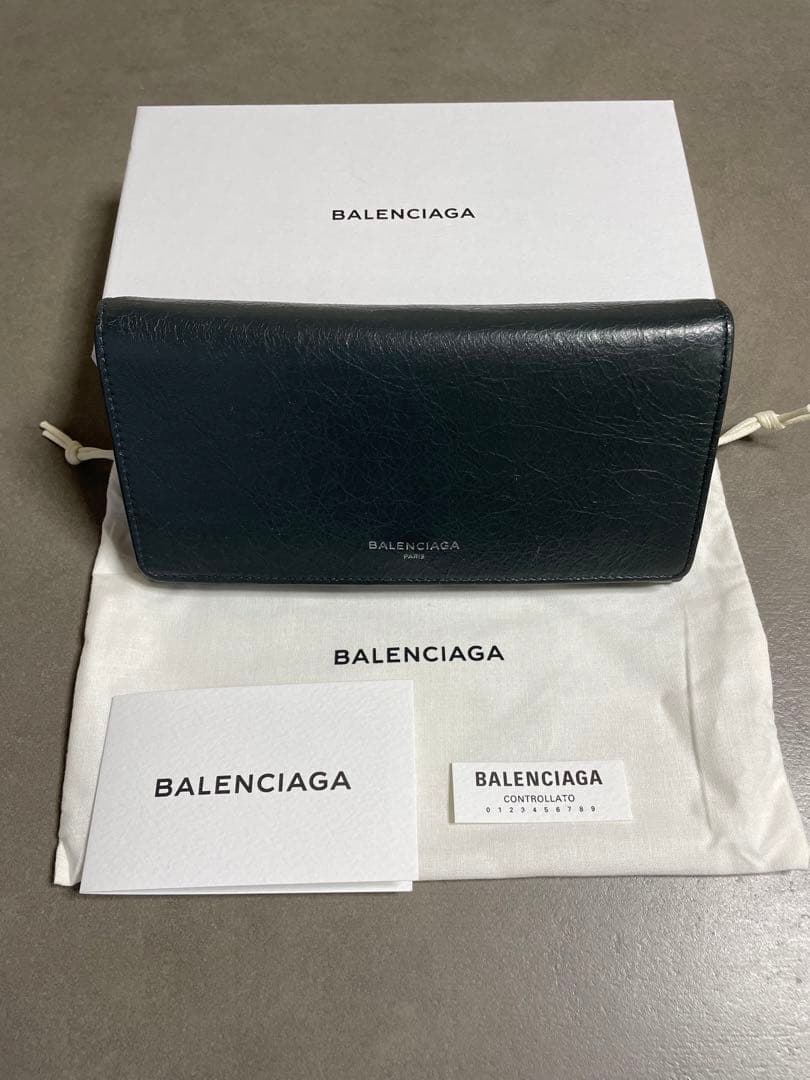 BALENCIAGA
BALENCIAGA
PARIS
BALENCIAGA
BALENCIAGA
BALENCIAGA
CONTROLLATO
0 1 2 3 4 5 6 7 8 9